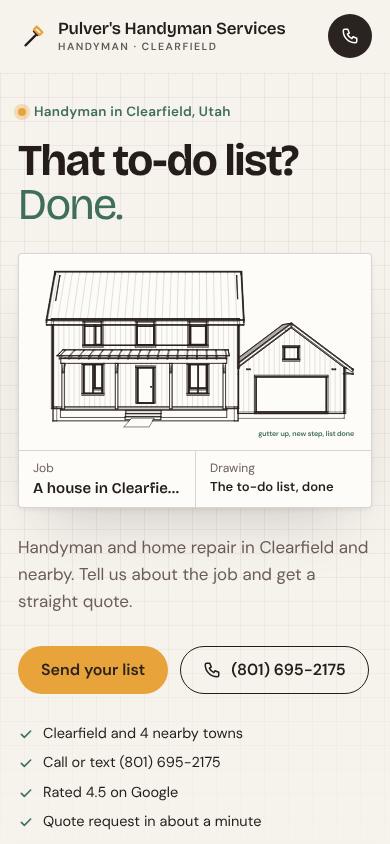 Pulver's Handyman Services
HANDYMAN · CLEARFIELD
Handyman in Clearfield, Utah
That to-do list?
Done.
gutter up, new step, list done
Job
A house in Clearfie...
Drawing
The to-do list, done
Handyman and home repair in Clearfield and
nearby. Tell us about the job and get a
straight quote.
Send your list
(801) 695-2175
Clearfield and 4 nearby towns
Call or text (801) 695-2175
Rated 4.5 on Google
Quote request in about a minute